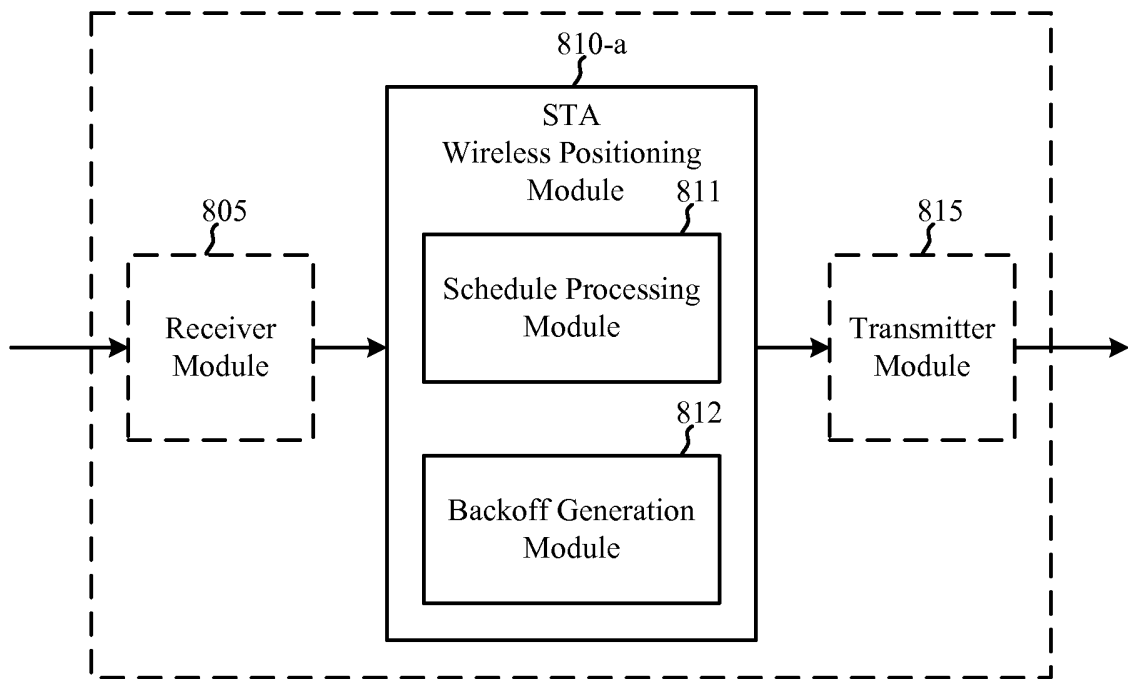 810-a
STA
Wireless Positioning
Module
805
811
815
Receiver
Module
Schedule Processing
Module
Transmitter
Module
812
Backoff Generation
Module